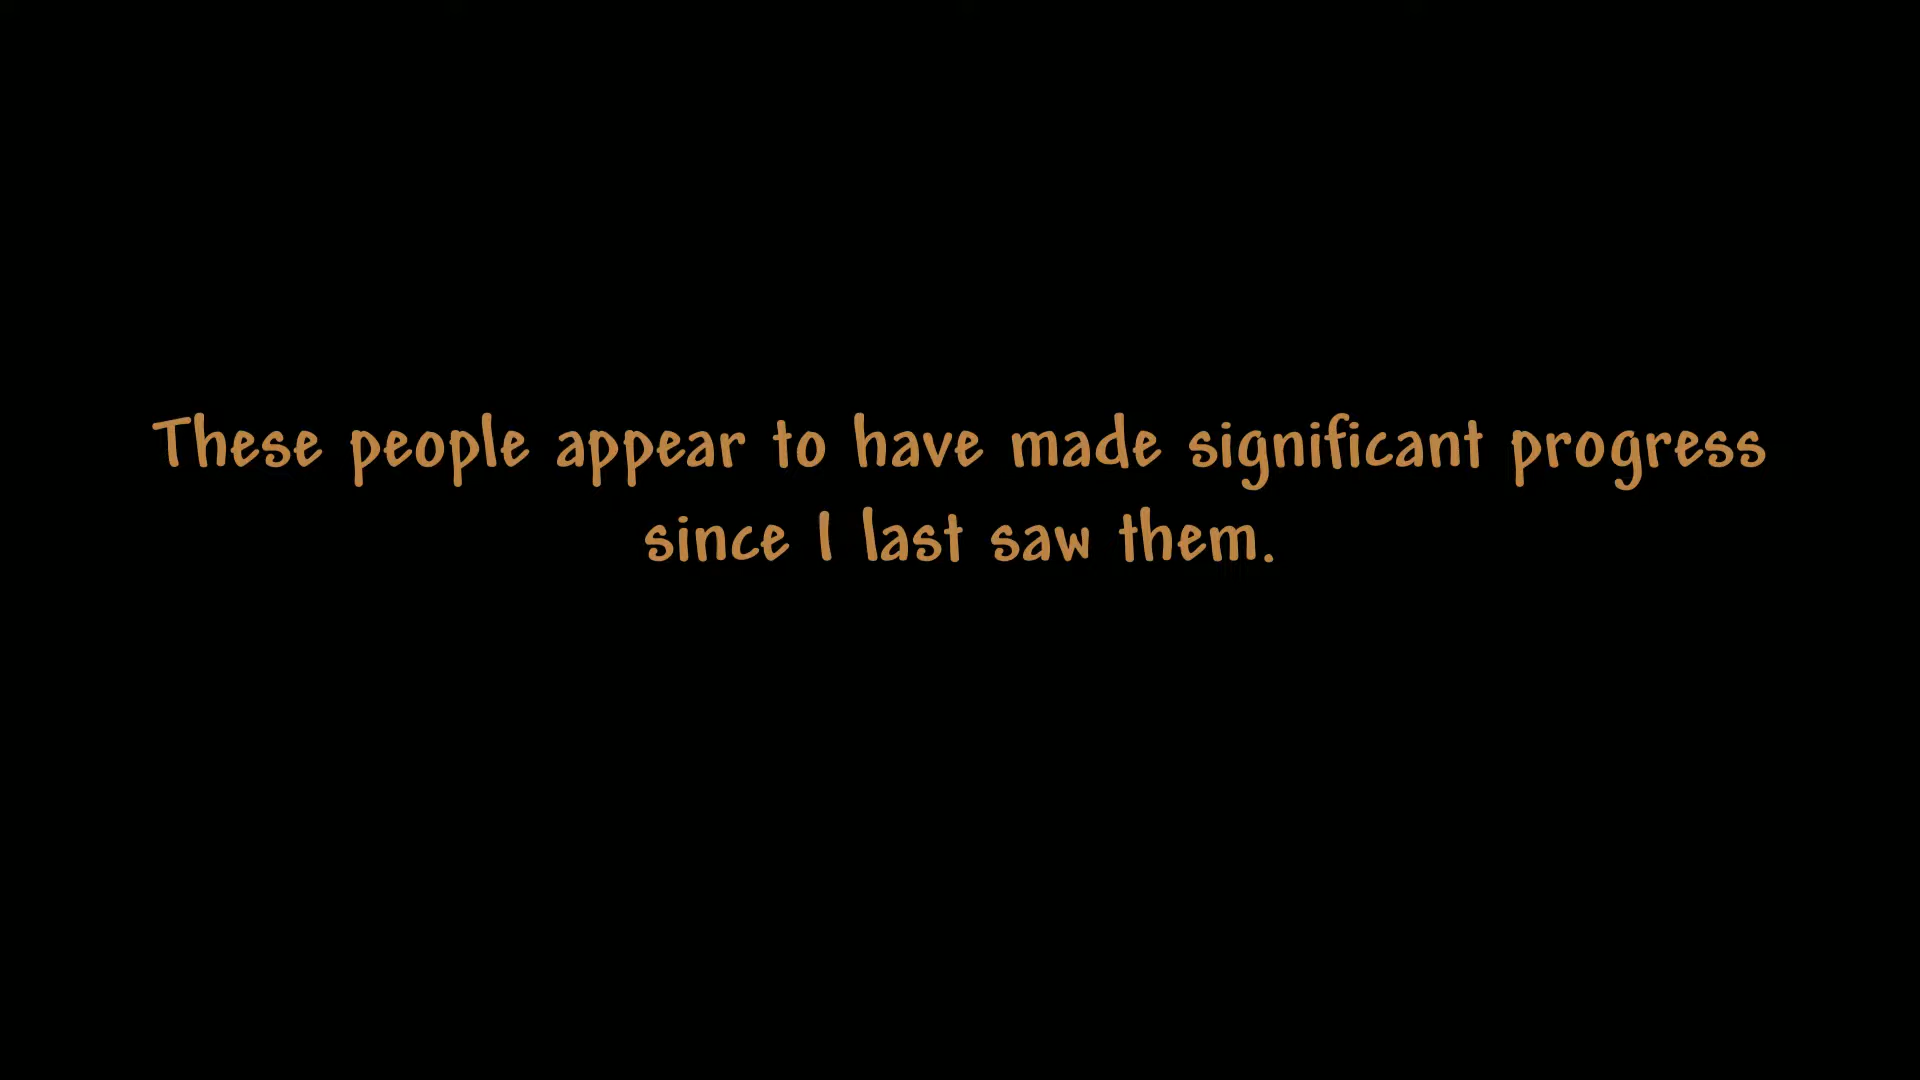 These people appear to have made significant progress
since I last saw them.